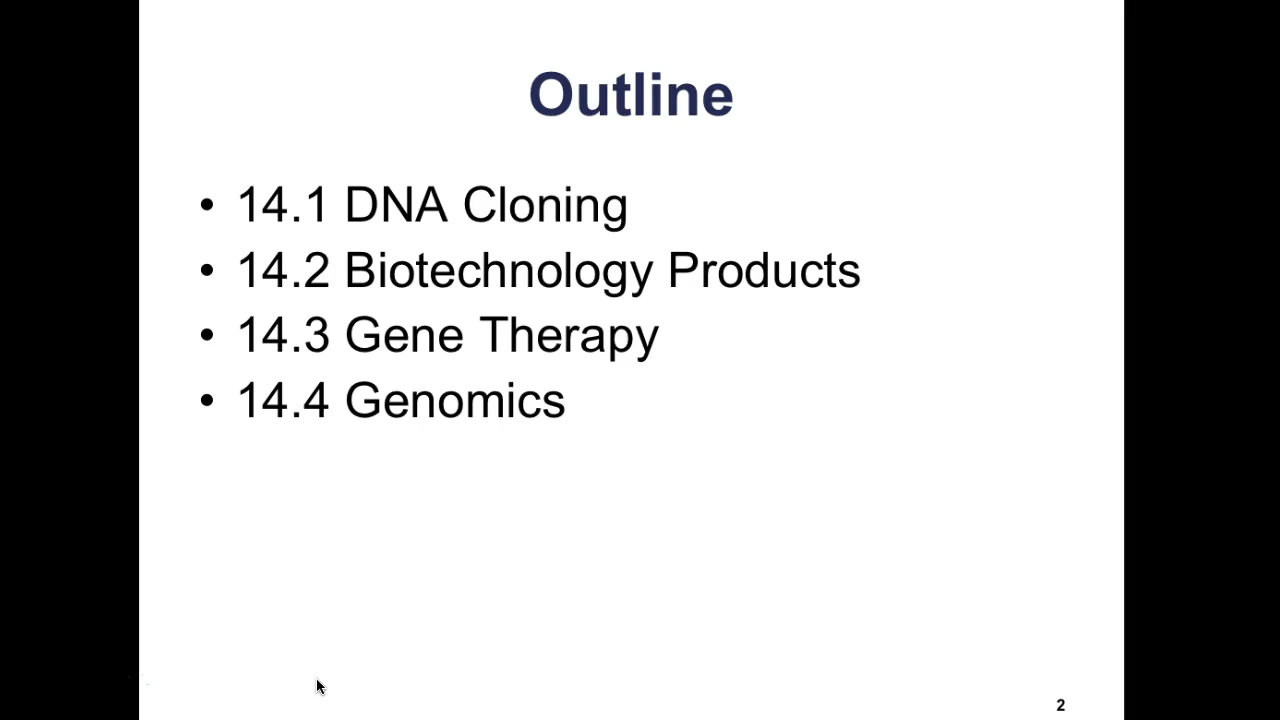 Outline
• 14.1 DNA Cloning
• 14.2 Biotechnology Products
• 14.3 Gene Therapy
• 14.4 Genomics
2